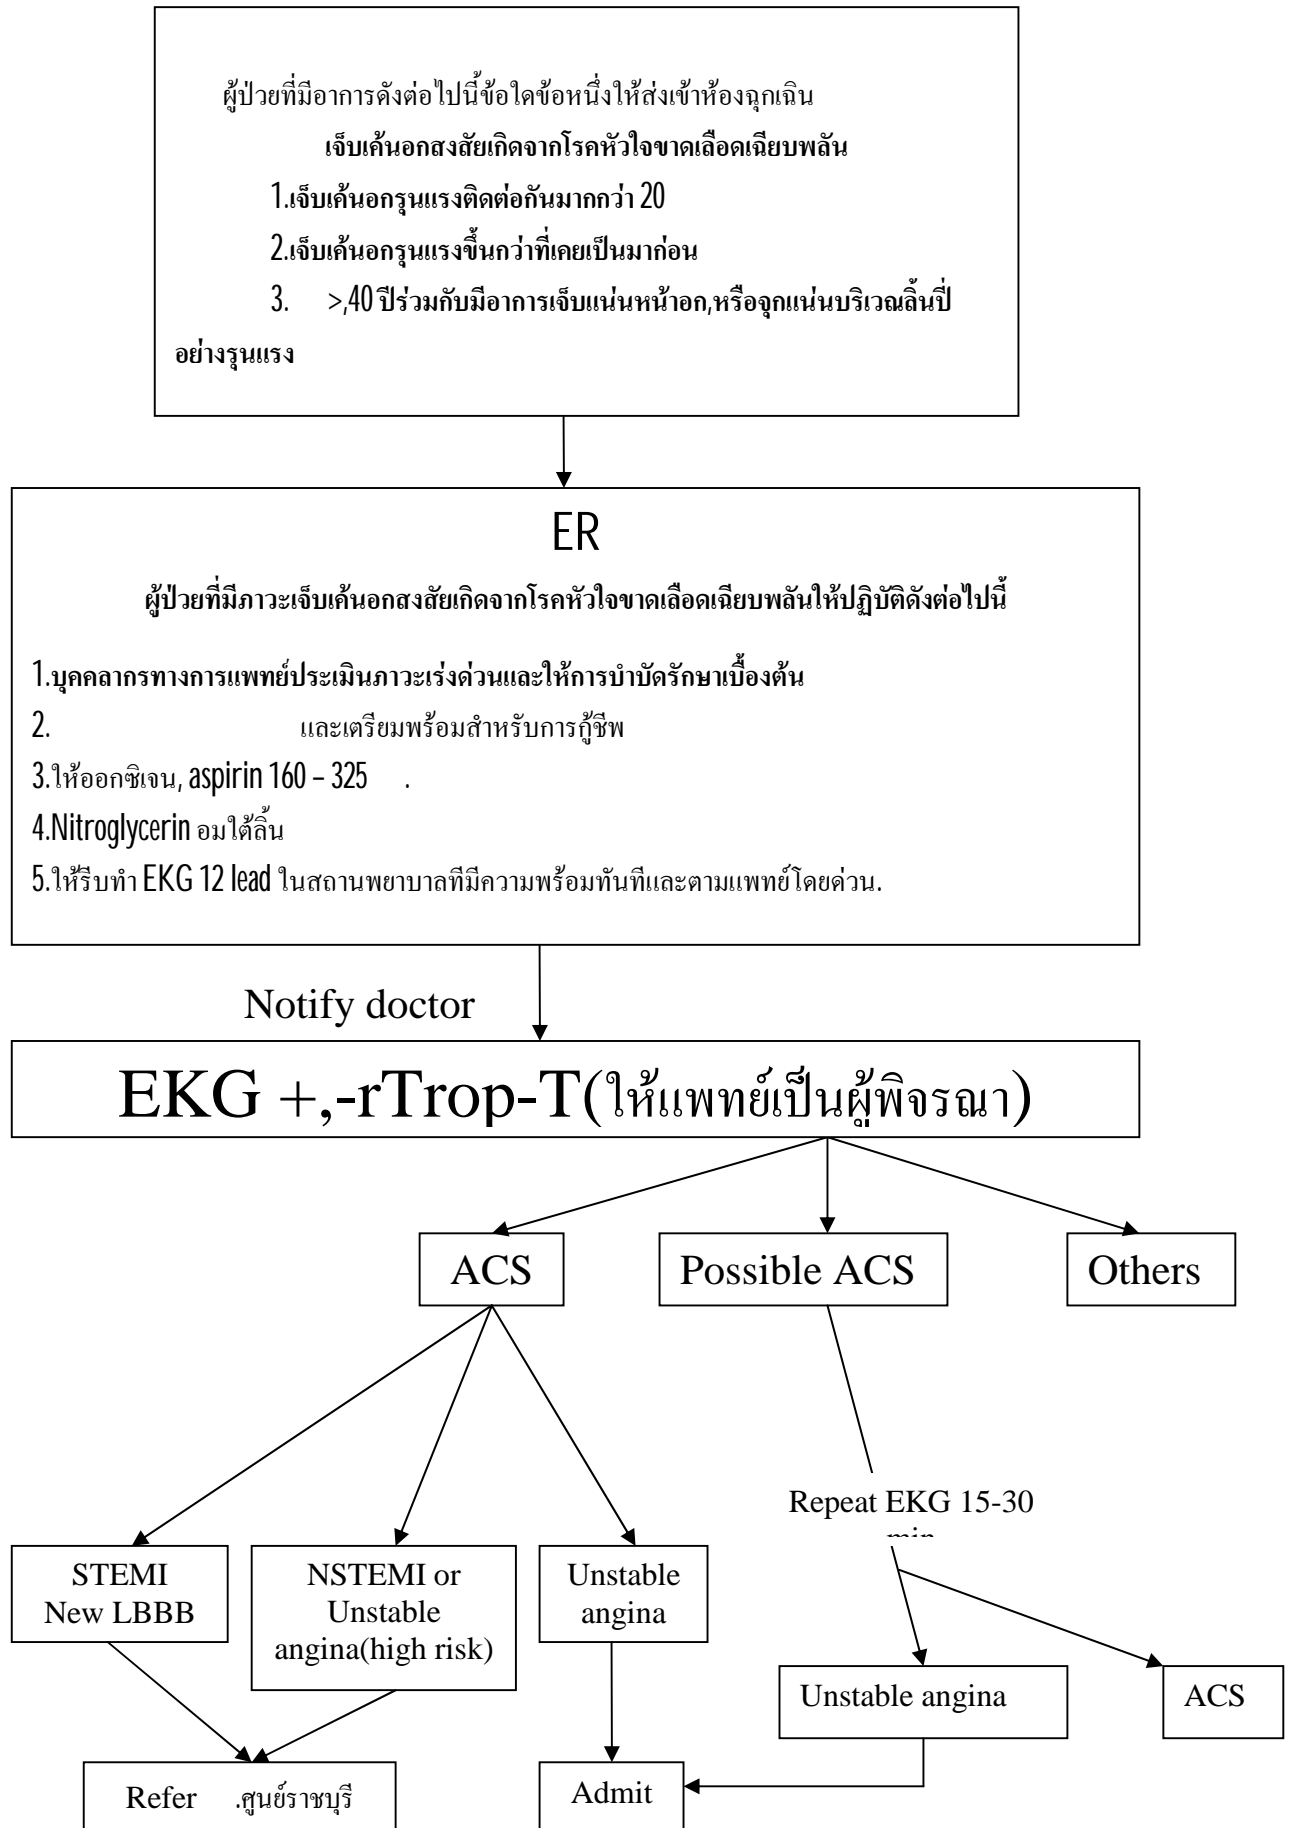 ผู้ป่วยที่มีอาการดังต่อไปนี้ข้อใดข้อหนึ่งให้ส่งเข้าห้องฉุกเฉิน
เจ็บเค้นอกสงสัยเกิดจากโรคหัวใจขาดเลือดเฉียบพลัน
1.เจ็บเค้นอกรุนแรงติดต่อกันมากกว่า 20
2.เจ็บเค้นอกรุนแรงขึ้นกว่าที่เคยเป็นมาก่อน
3. >,40 ปีร่วมกับมีอาการเจ็บแน่นหน้าอก,หรือจุกแน่นบริเวณลิ้นปี่
อย่างรุนแรง
ER
ผู้ป่วยที่มีภาวะเจ็บเค้นอกสงสัยเกิดจากโรคหัวใจขาดเลือดเฉียบพลันให้ปฏิบัติดังต่อไปนี้
1.บุคคลากรทางการแพทย์ประเมินภาวะเร่งด่วนและให้การบำบัดรักษาเบื้องต้น
2. และเตรียมพร้อมสำหรับการกู้ชีพ
3.ให้ออกซิเจน, aspirin 160 – 325 .
4.Nitroglycerin อมใต้ลิ้น
5.ให้รีบทำ EKG 12 lead ในสถานพยาบาลทีมีความพร้อมทันทีและตามแพทย์โดยด่วน.
Notify doctor
EKG +,-rTrop-T(ให้แพทย์เป็นผู้พิจรณา)
ACS
Possible ACS
Others
Repeat EKG 15-30
min
STEMI
New LBBB
NSTEMI or
Unstable
angina(high risk)
Unstable
angina
Unstable angina
ACS
Refer .ศูนย์ราชบุรี
Admit